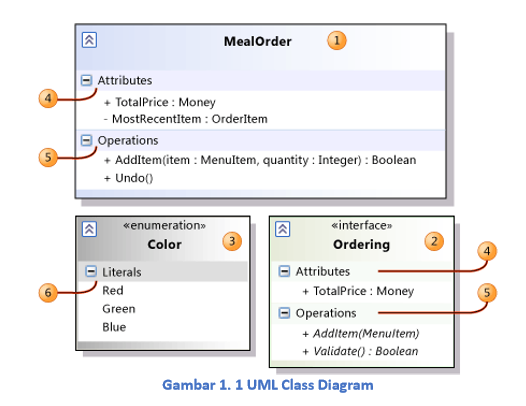 MealOrder
1
Attributes
4
+ TotalPrice : Money
- MostRecentItem : OrderItem
Operations
5
+ AddItem(item : MenuItem, quantity : Integer) : Boolean
+ Undo()
«enumeration»
Color
3
Literals
6
Red
Green
Blue
«interface»
Ordering
2
Attributes
4
+ TotalPrice : Money
Operations
5
+ AddItem(MenuItem)
+ Validate() : Boolean
Gambar 1. 1 UML Class Diagram